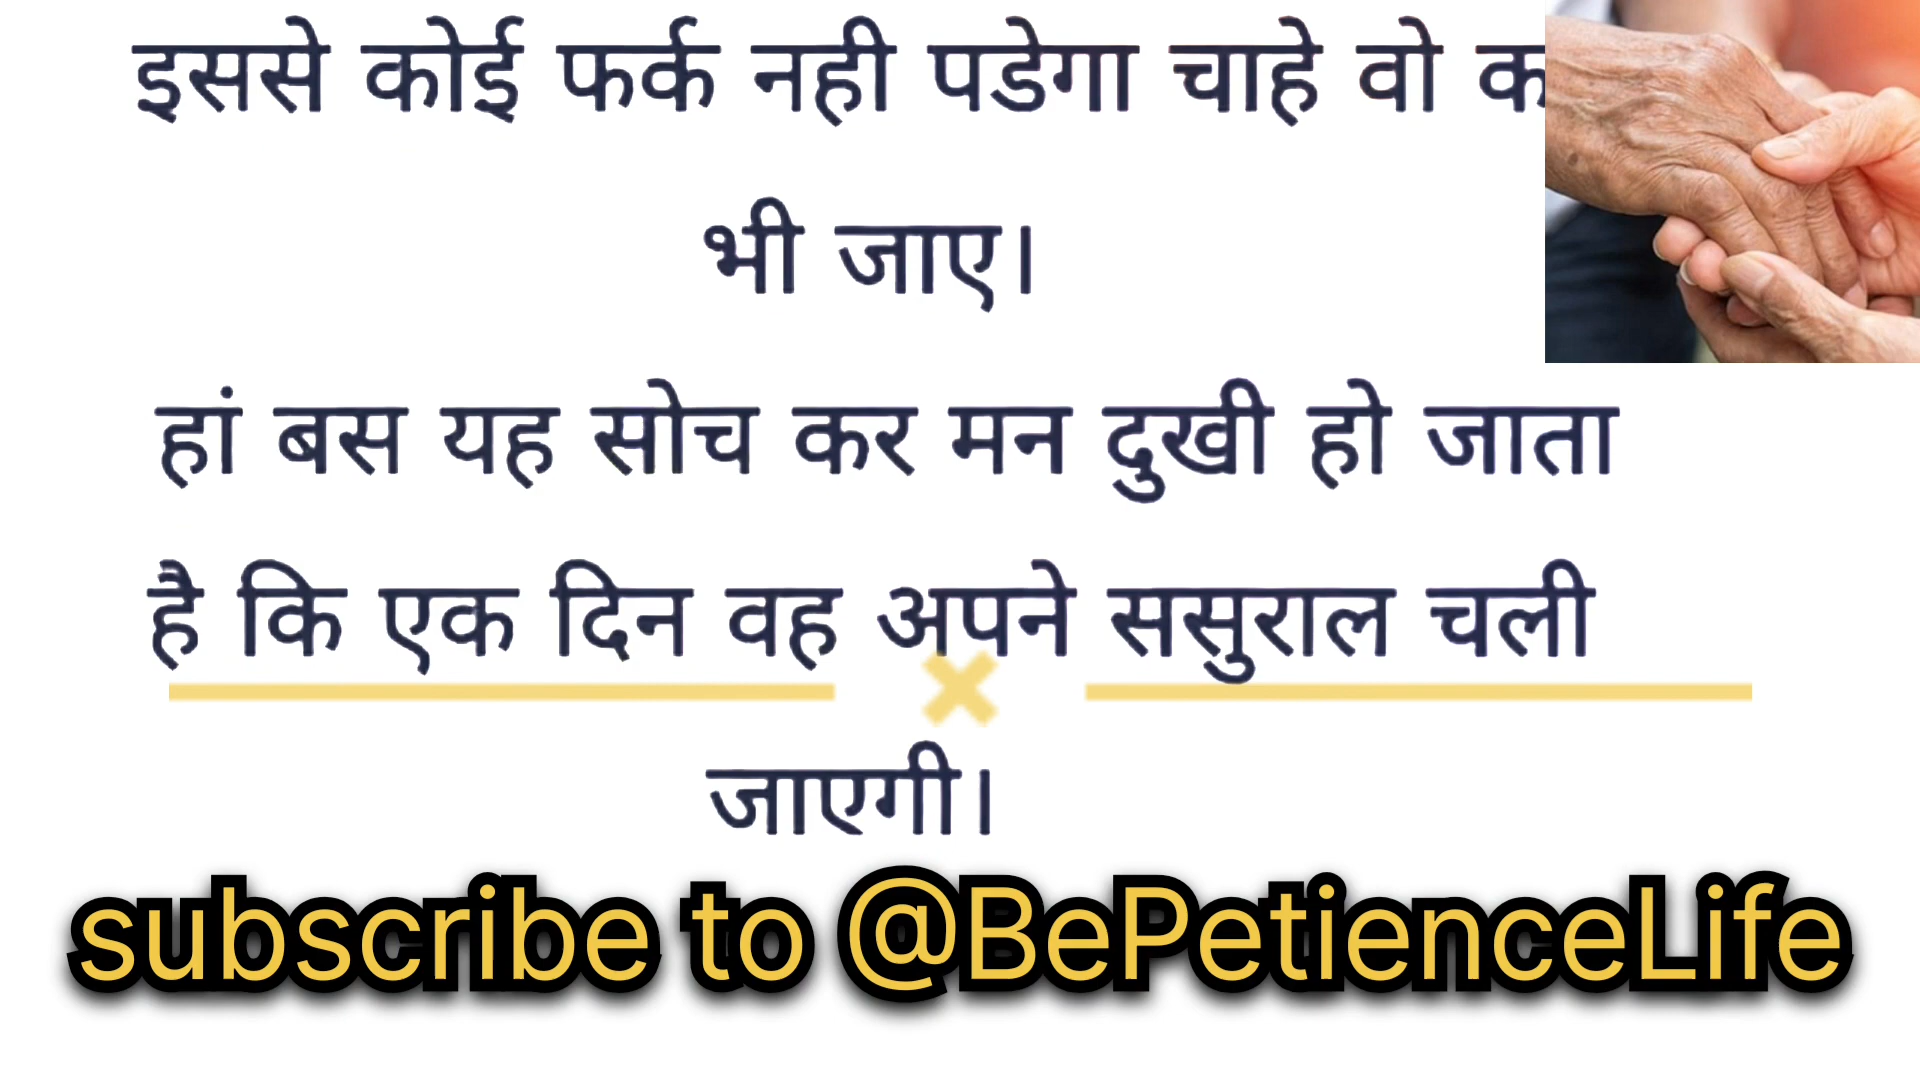 इससे कोई फर्क नही पडेगा चाहे वो
भी जाए।
हां बस यह सोच कर मन दुखी हो जाता
है कि एक दिन वह अपने ससुराल चली
जाएगी।
subscribe to @BePetienceLife